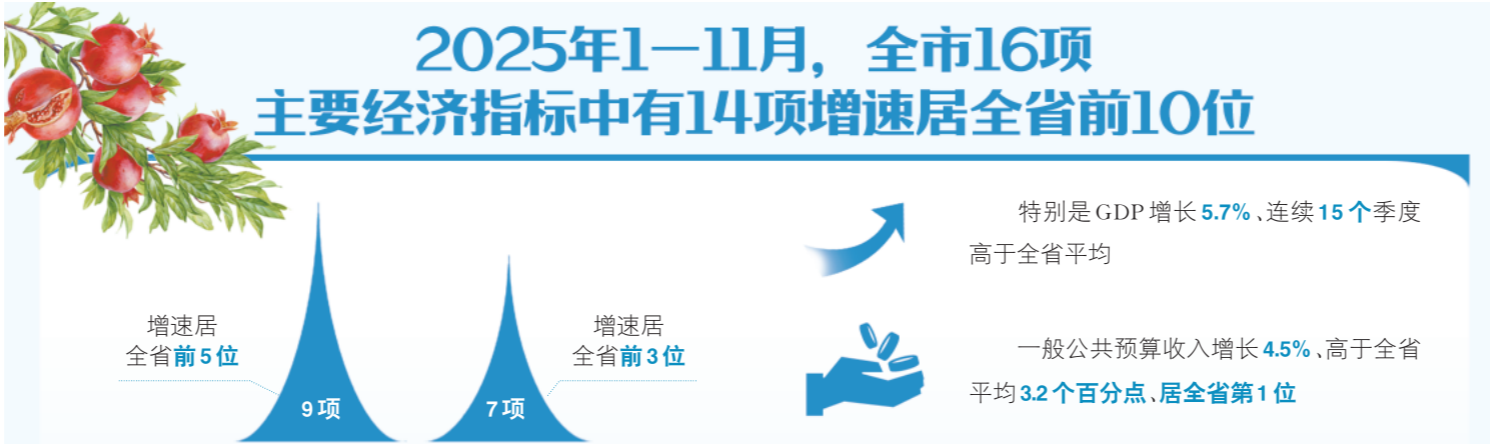 2025年1—11月，全市16项
主要经济指标中有14项增速居全省前10位
增速居
全省前5位
9项
增速居
全省前3位
7项
特别是GDP增长5.7%、连续15个季度
高于全省平均
一般公共预算收入增长4.5%、高于全省
平均3.2个百分点、居全省第1位